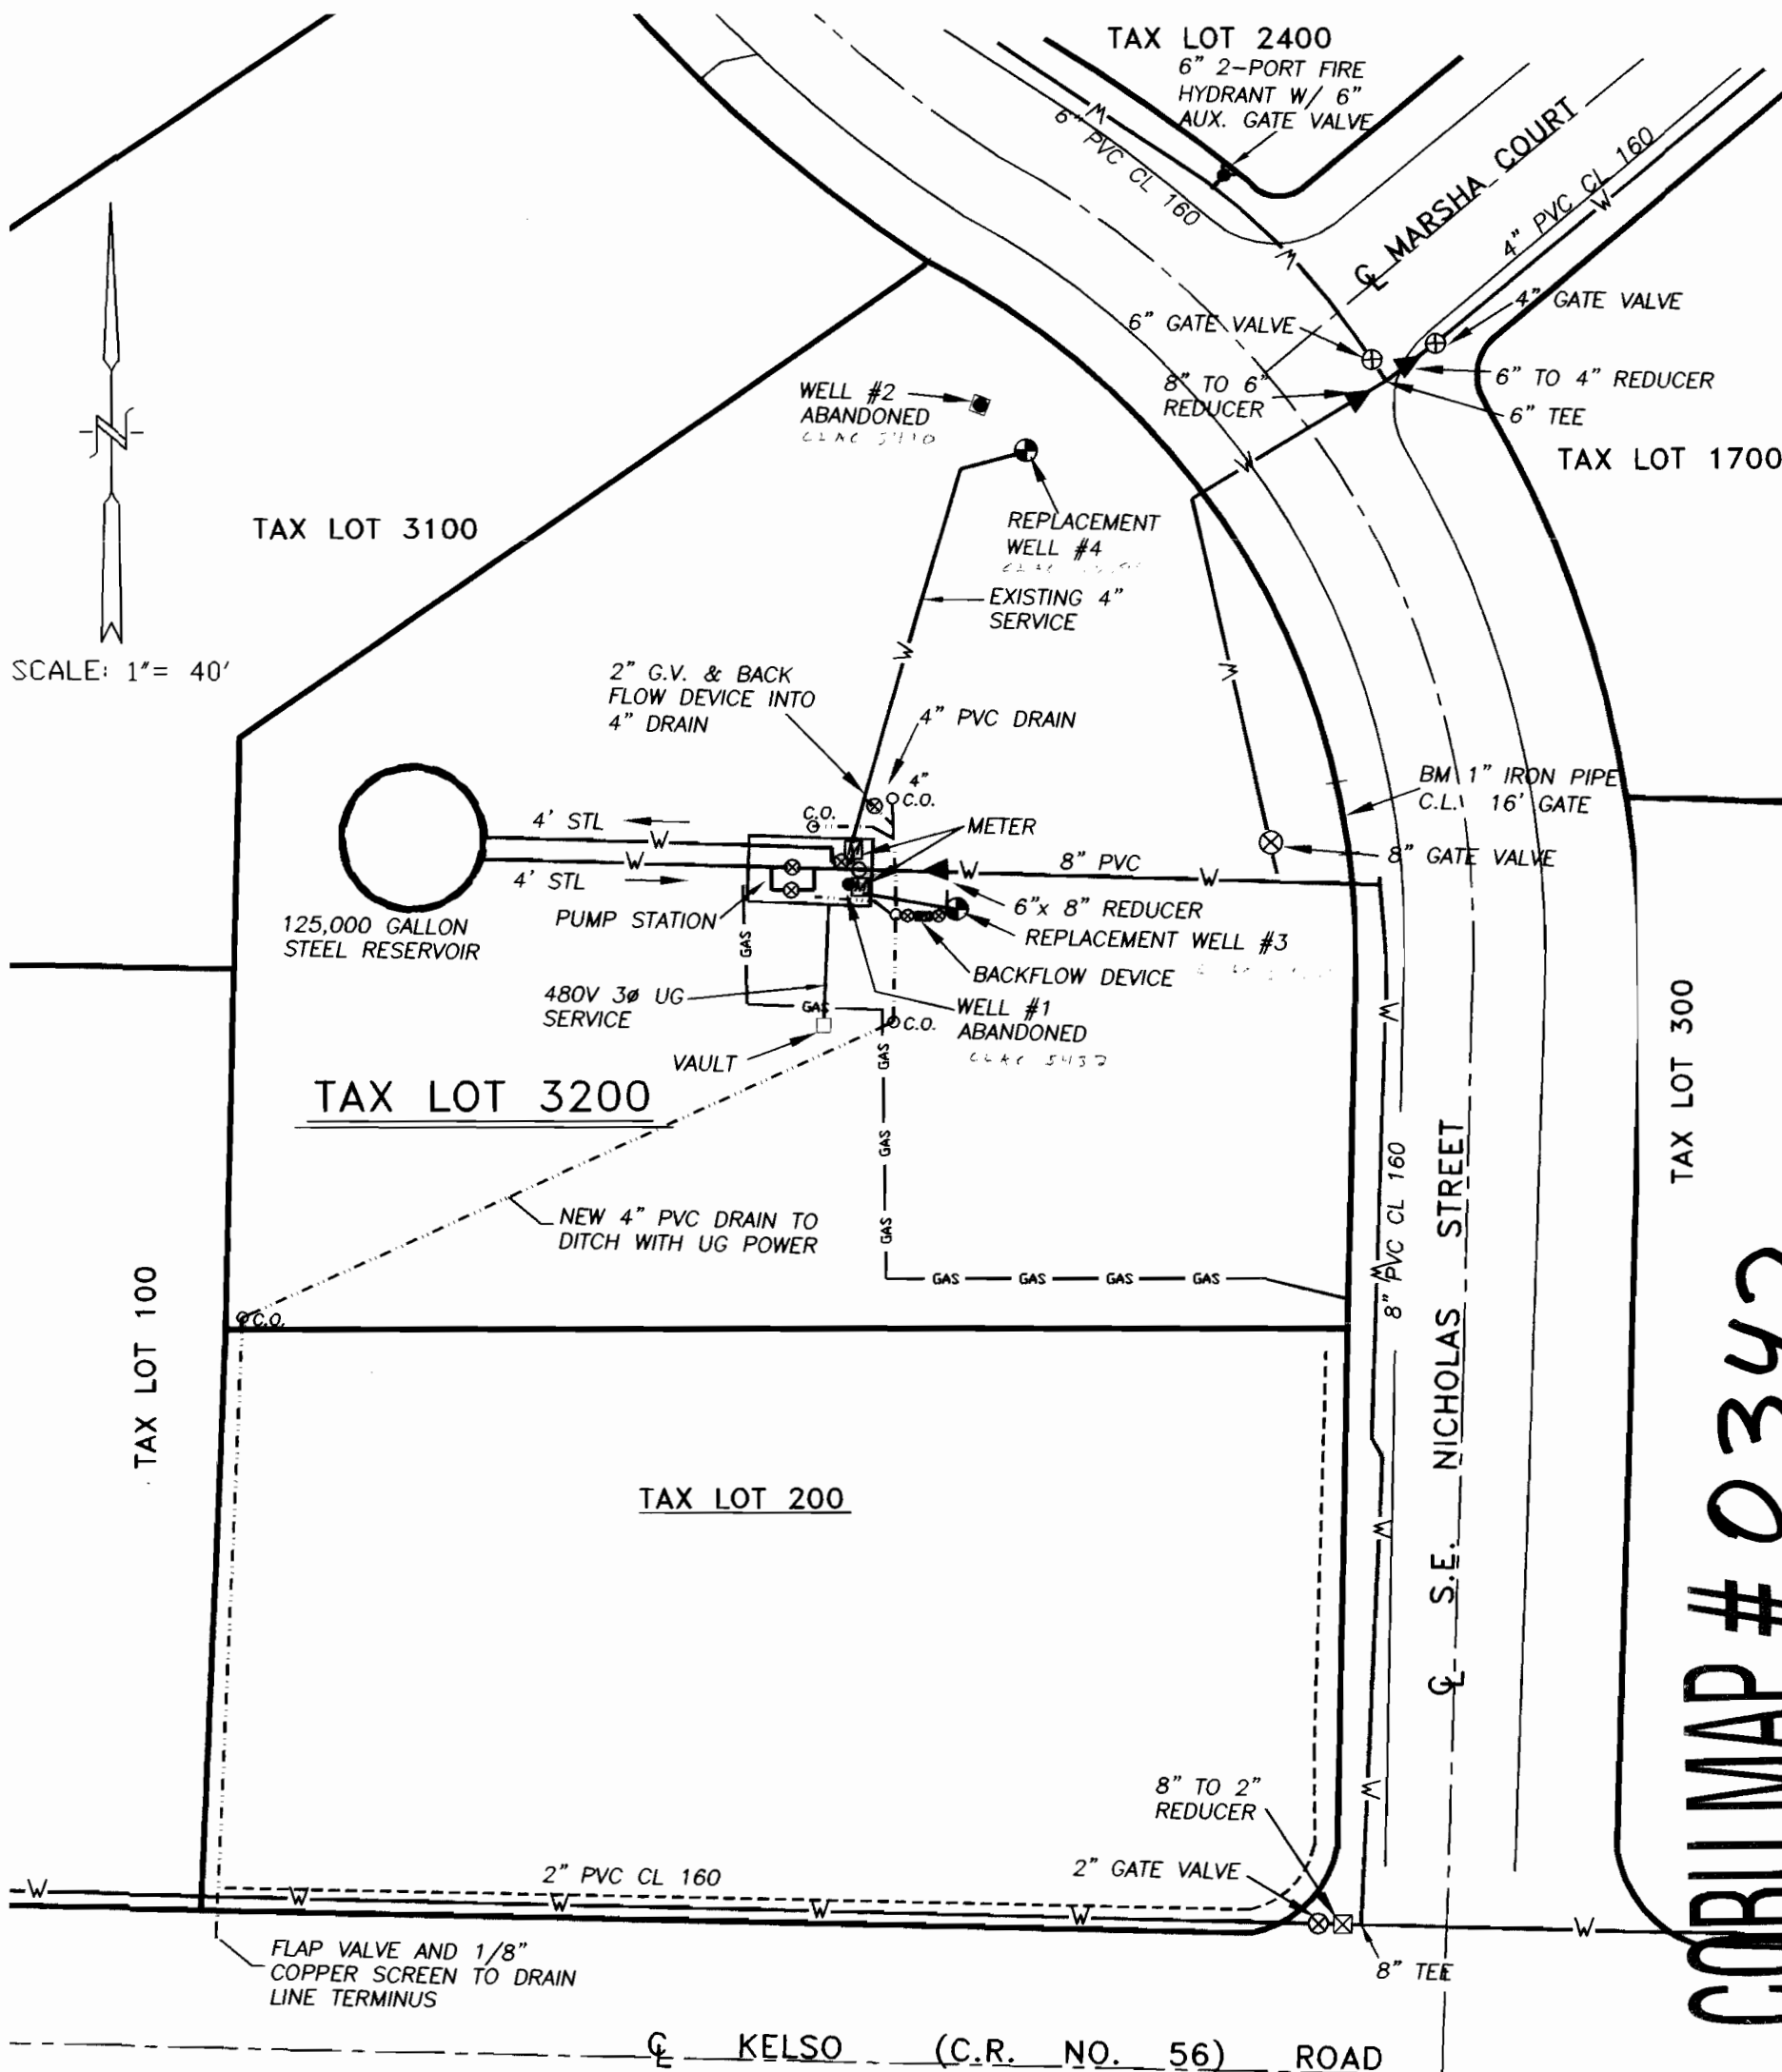 TAX LOT 2400
6" 2-PORT FIRE
HYDRANT W/ 6"
AUX. GATE VALVE
W
6" PVC CL 160
W
℄ MARSHA COURT
4" PVC CL 160
W
4" GATE VALVE
6" GATE VALVE
8" TO 6"
REDUCER
6" TO 4" REDUCER
6" TEE
TAX LOT 1700
W
WELL #2
ABANDONED
N
TAX LOT 3100
REPLACEMENT
WELL #4
EXISTING 4"
SERVICE
W
W
SCALE: 1"= 40'
2" G.V. & BACK
FLOW DEVICE INTO
4" DRAIN
4" PVC DRAIN
4"
C.O.
C.O.
METER
BM 1" IRON PIPE
C.L. 16' GATE
8" GATE VALVE
4' STL
W
M
W
4' STL
8" PVC
W
W
M
6"x 8" REDUCER
PUMP STATION
125,000 GALLON
STEEL RESERVOIR
REPLACEMENT WELL #3
GAS
BACKFLOW DEVICE
480V 3ø UG
SERVICE
GAS
WELL #1
ABANDONED
CLAC 5432
C.O.
VAULT
GAS
W
TAX LOT 300
TAX LOT 3200
GAS
8" PVC CL 160
W
NEW 4" PVC DRAIN TO
DITCH WITH UG POWER
GAS
GAS GAS GAS GAS
C.O.
TAX LOT 100
℄ S.E. NICHOLAS STREET
TAX LOT 200
W
COBU MAP # 0342
W
8" TO 2"
REDUCER
2" GATE VALVE
2" PVC CL 160
W W W W W W
8" TEE
FLAP VALVE AND 1/8"
COPPER SCREEN TO DRAIN
LINE TERMINUS
℄ KELSO (C.R. NO. 56) ROAD